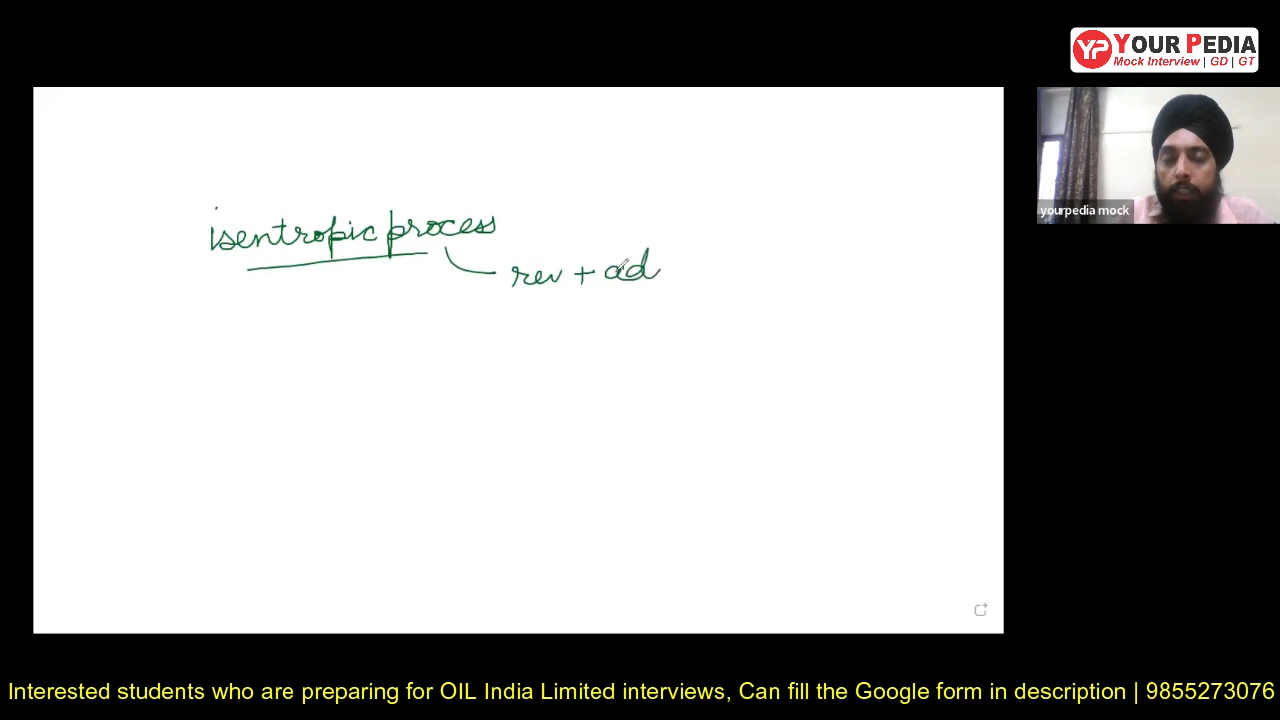 YP YOUR PEDIA
Mock Interview | GD | GT
isentropic process
rev + ad
yourpedia mock
Interested students who are preparing for OIL India Limited interviews, Can fill the Google form in description | 9855273076